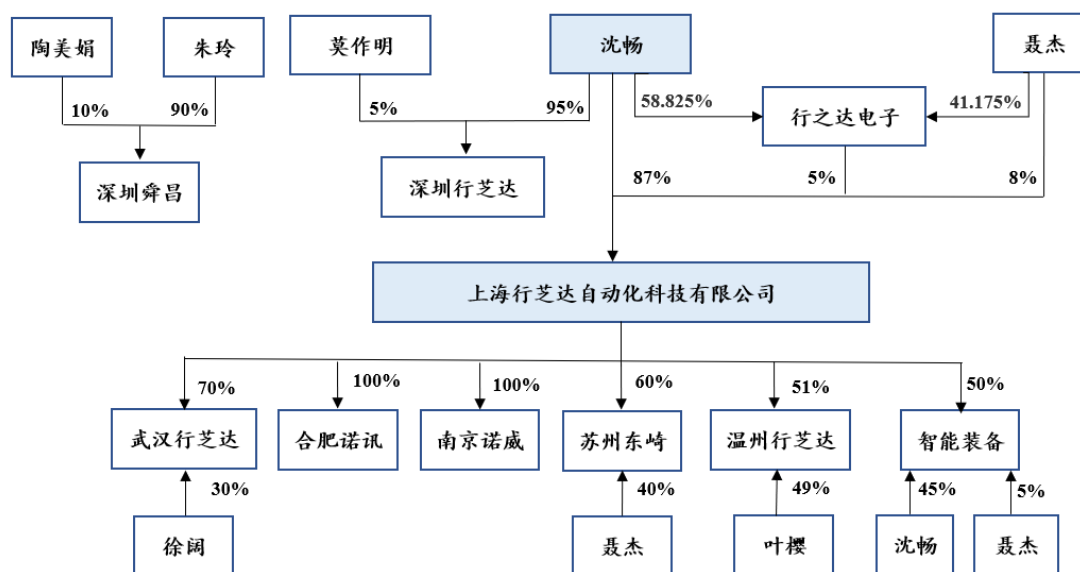 陶美娟
朱玲
莫作明
沈畅
聂杰
10%
90%
5%
95%
58.825%
41.175%
行之达电子
深圳舜昌
深圳行芝达
87%
5%
8%
上海行芝达自动化科技有限公司
70%
100%
100%
60%
51%
50%
武汉行芝达
合肥诺讯
南京诺威
苏州东崎
温州行芝达
智能装备
30%
40%
49%
45%
5%
徐阔
聂杰
叶樱
沈畅
聂杰